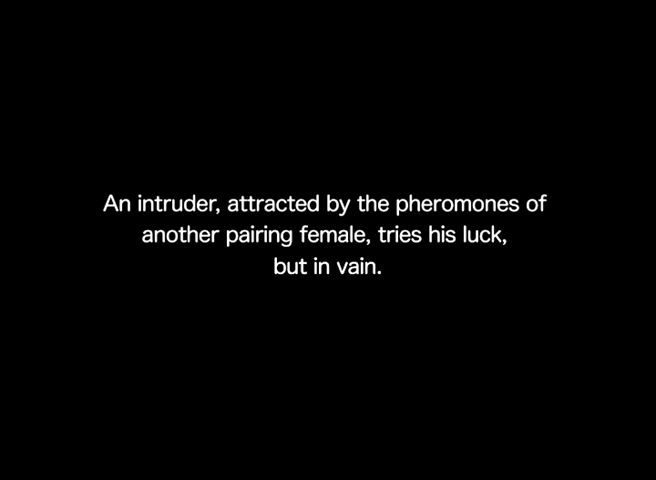 An intruder, attracted by the pheromones of
another pairing female, tries his luck,
but in vain.